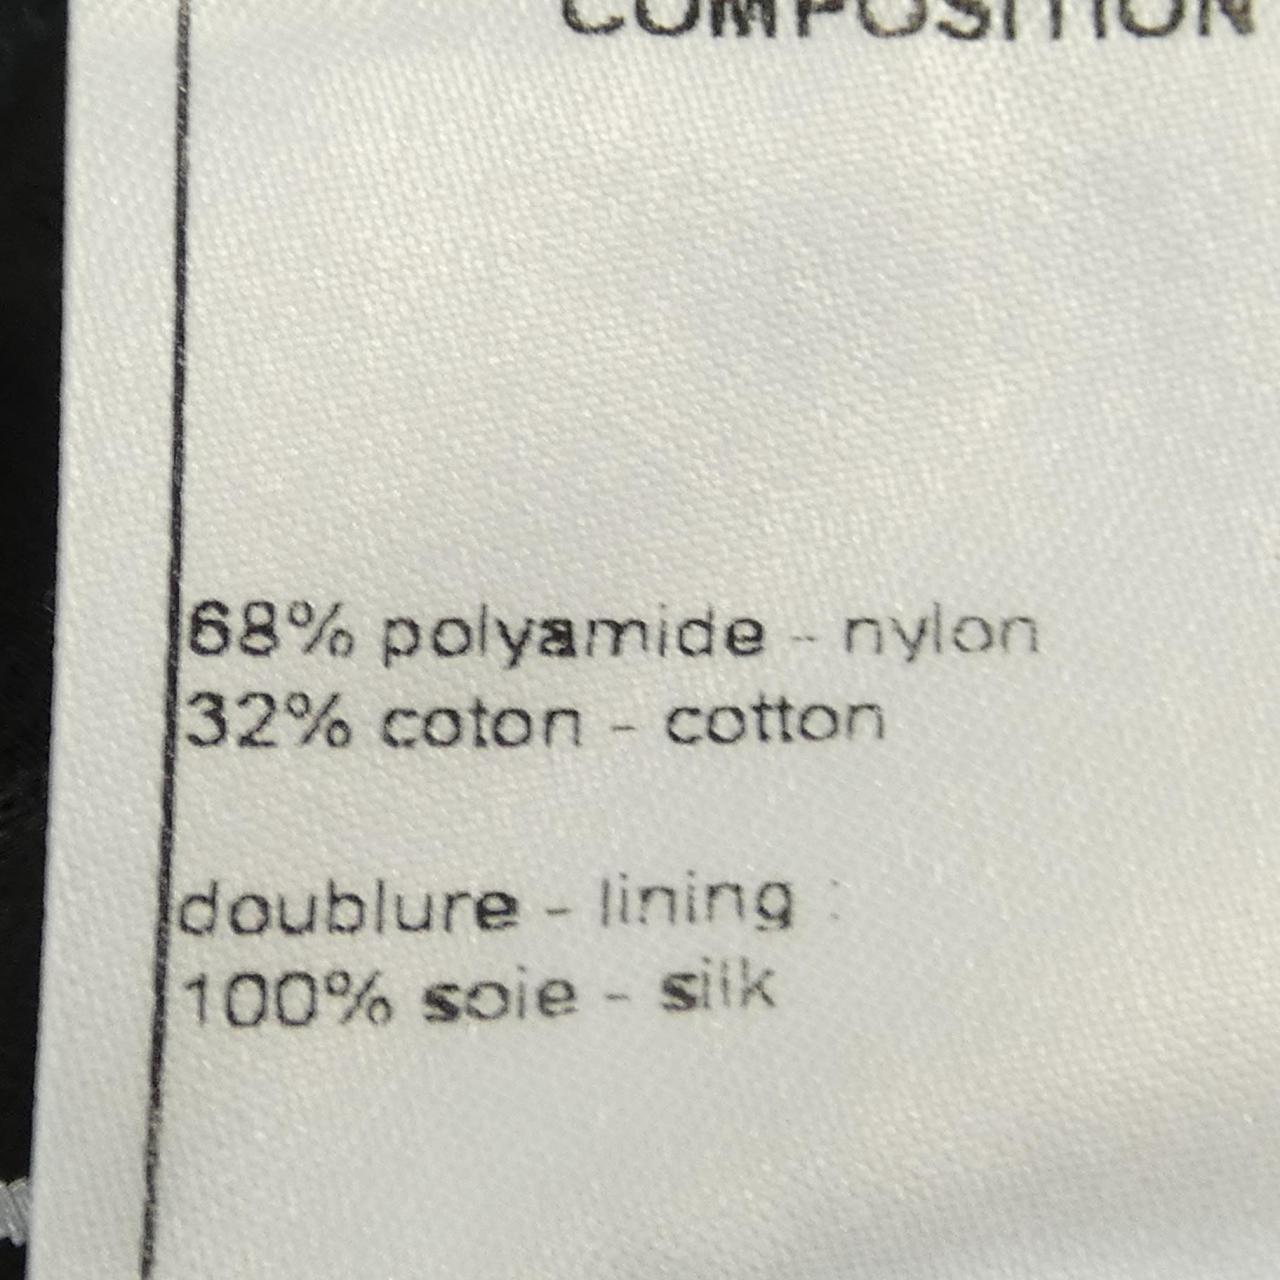 COMPOSITION
68% polyamide - nylon
32% coton - cotton
doublure - lining :
100% soie - silk